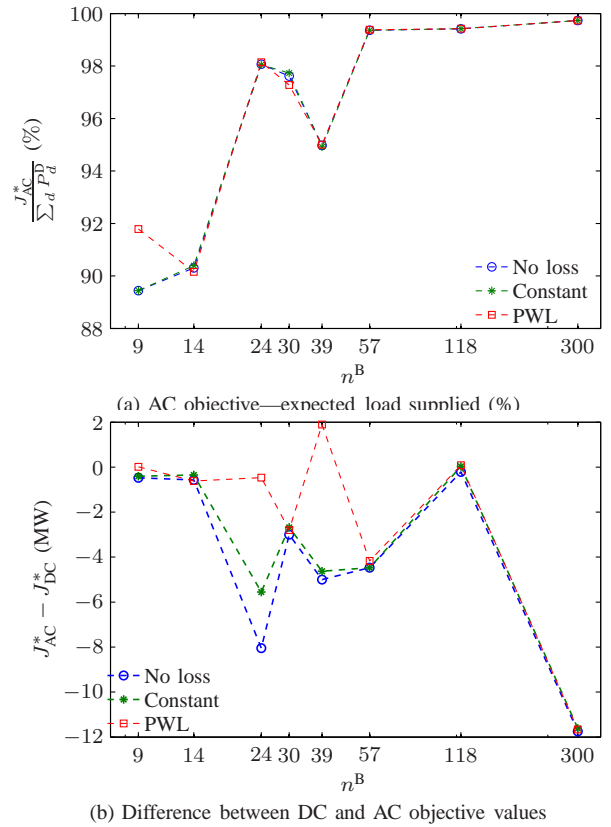 100
98
96
94
92
90
88
J*AC / ∑d PDd (%)
No loss
Constant
PWL
9 14 24 30 39 57 118 300
nB
(a) AC objective—expected load supplied (%)
2
0
−2
−4
−6
−8
−10
−12
J*AC − J*DC (MW)
No loss
Constant
PWL
9 14 24 30 39 57 118 300
nB
(b) Difference between DC and AC objective values